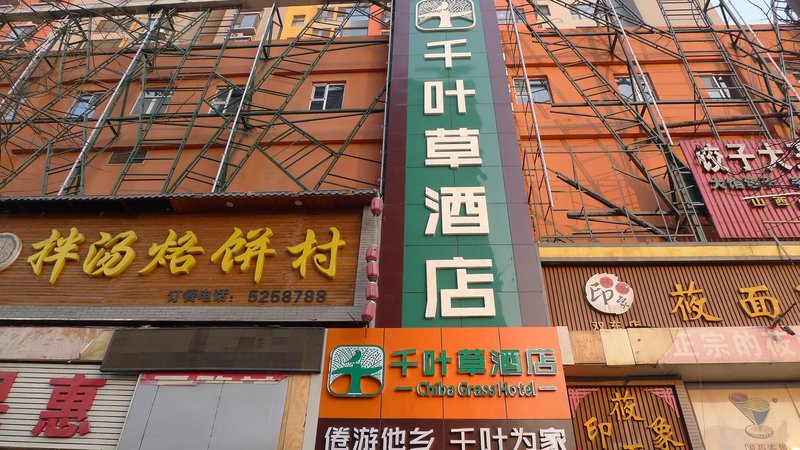 千叶草酒店
饺子大
山西
拌汤烙饼村
订餐电话：5258788
印象
莜面
千叶草酒店
Chiba Grass Hotel
倦游他乡 千叶为家
惠
正宗的
莜象
印面